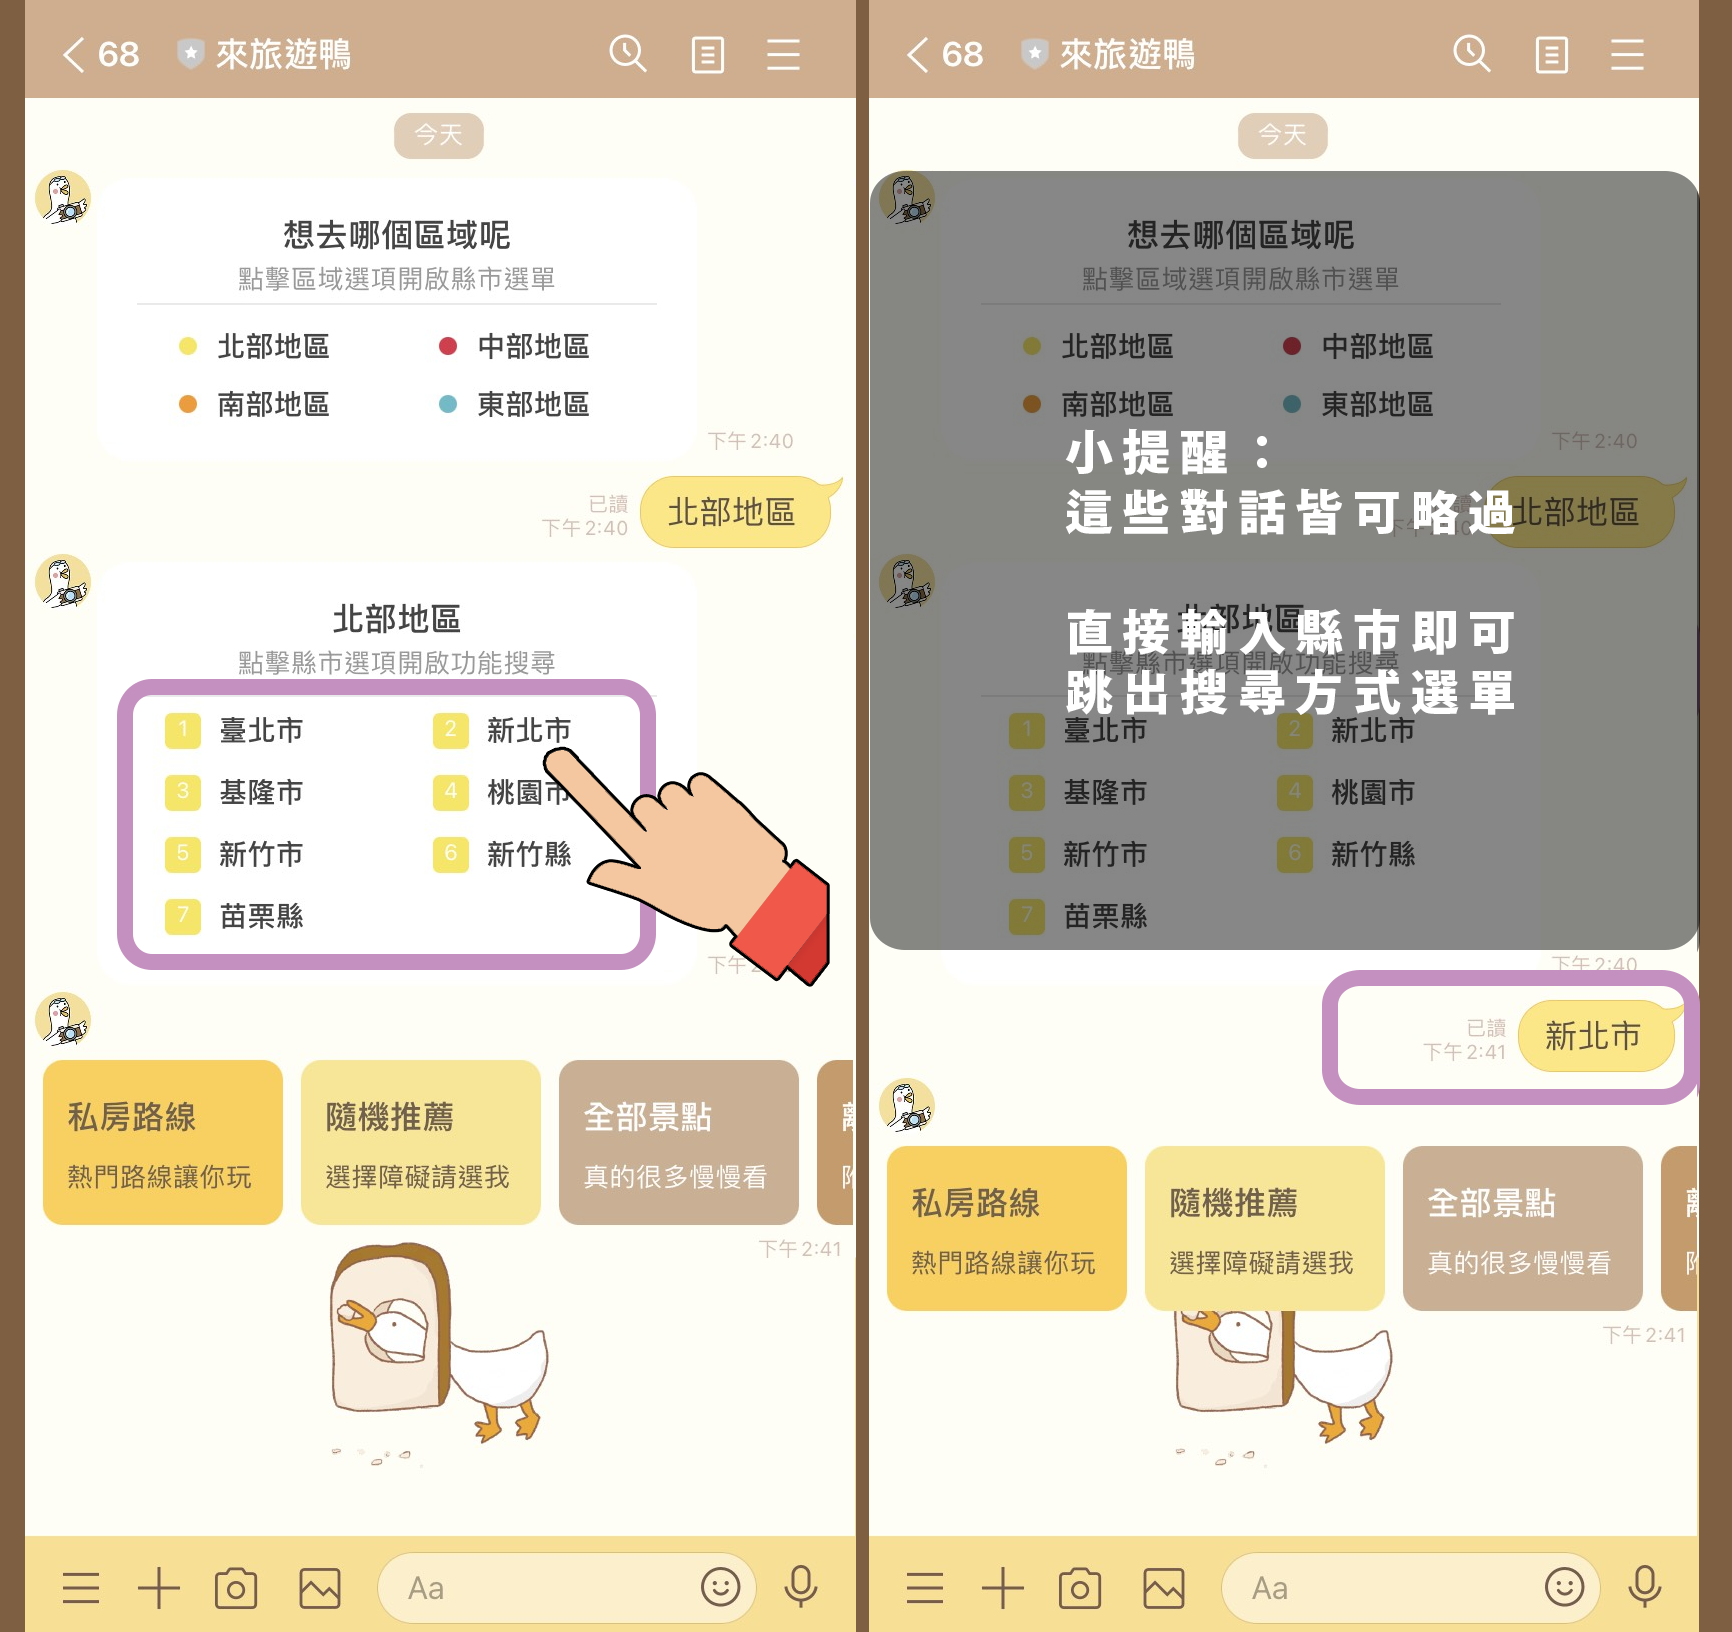 68 來旅遊鴨
今天
想去哪個區域呢
點擊區域選項開啟縣市選單
北部地區 中部地區
南部地區 東部地區
下午 2:40
已讀
下午 2:40
北部地區
北部地區
點擊縣市選項開啟功能搜尋
1 臺北市 2 新北市
3 基隆市 4 桃園市
5 新竹市 6 新竹縣
7 苗栗縣
下午
私房路線
熱門路線讓你玩
隨機推薦
選擇障礙請選我
全部景點
真的很多慢慢看
下午 2:41
Aa
68 來旅遊鴨
今天
想去哪個區域呢
點擊區域選項開啟縣市選單
北部地區 中部地區
南部地區 東部地區
下午 2:40
小提醒：
這些對話皆可略過
直接輸入縣市即可
跳出搜尋方式選單
已讀
下午 2:40
北部地區
北部地區
點擊縣市選項開啟功能搜尋
1 臺北市 2 新北市
3 基隆市 4 桃園市
5 新竹市 6 新竹縣
7 苗栗縣
下午 2:40
已讀
下午 2:41
新北市
私房路線
熱門路線讓你玩
隨機推薦
選擇障礙請選我
全部景點
真的很多慢慢看
下午 2:41
Aa